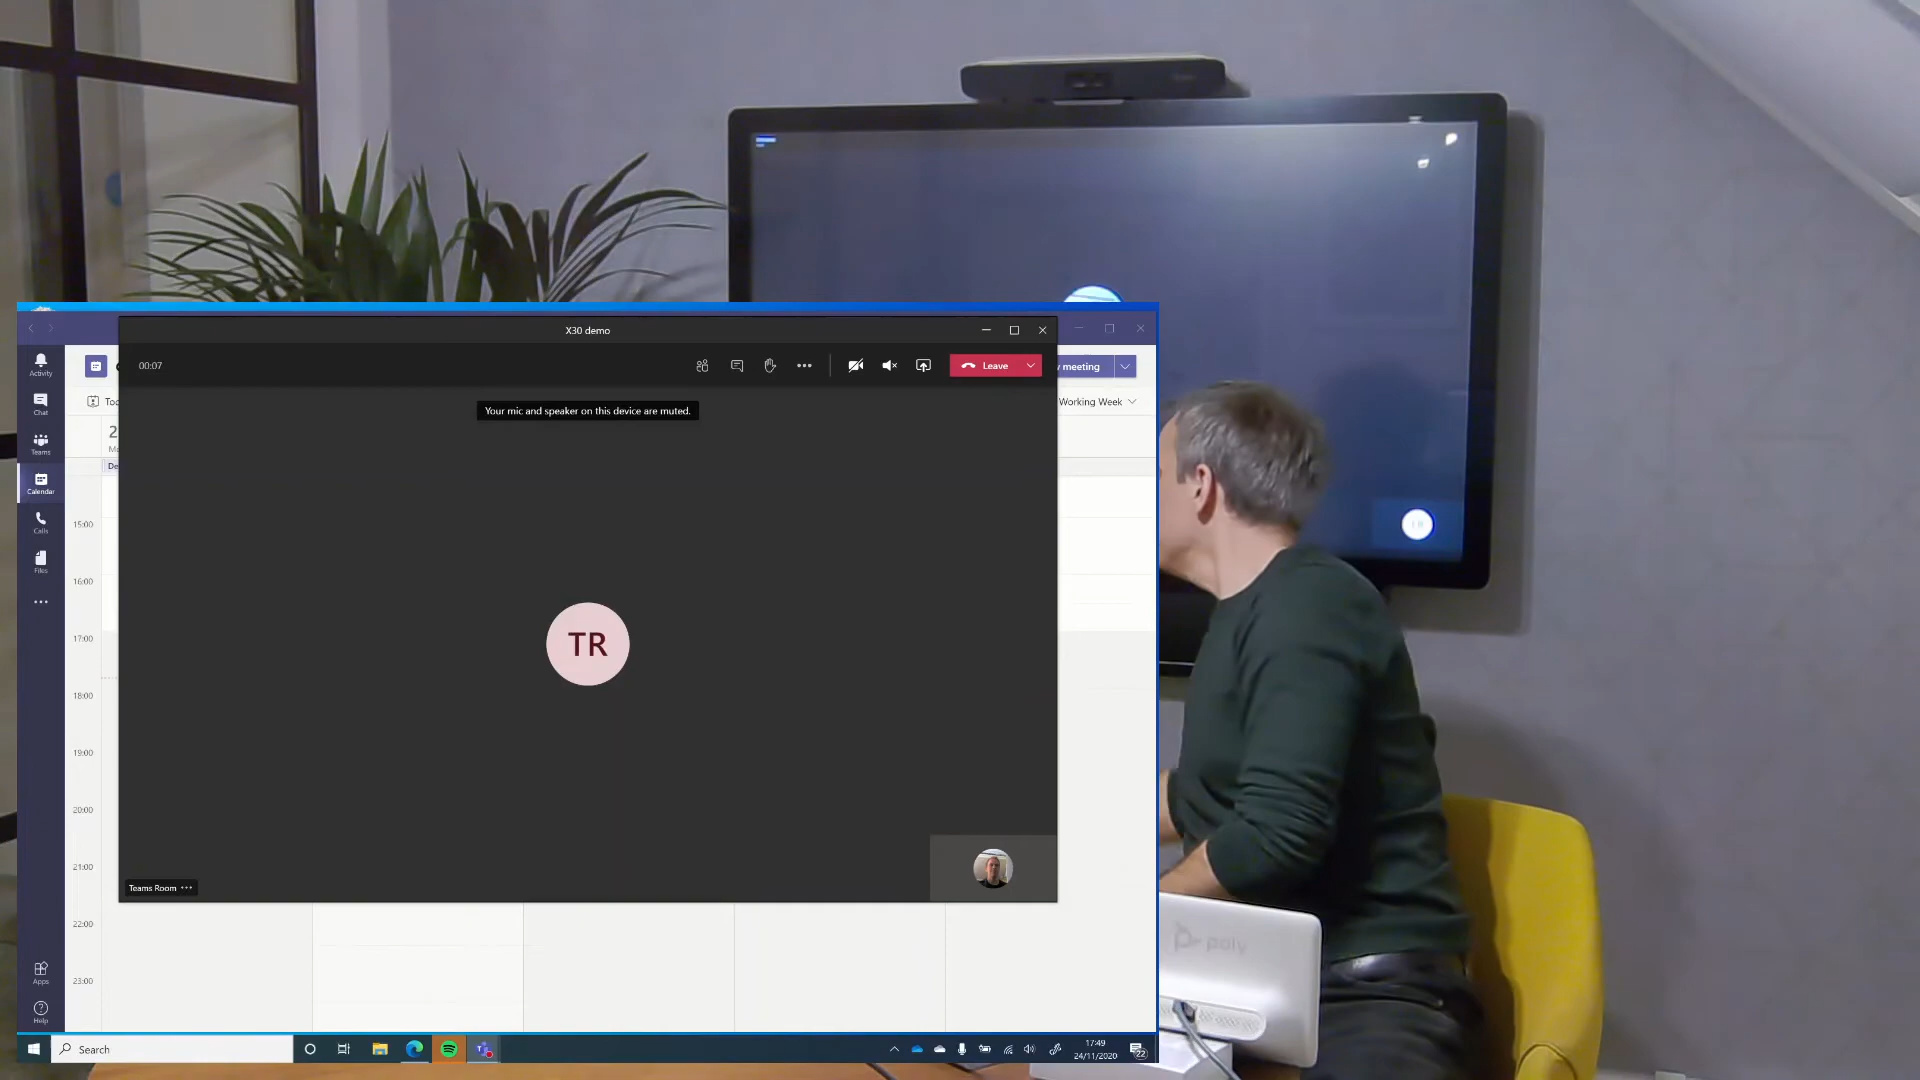 X30 demo
00:07
Leave
meeting
Your mic and speaker on this device are muted.
Working Week
Activity
Chat
Teams
Calendar
Calls
Files
15:00
16:00
17:00
18:00
19:00
20:00
21:00
22:00
23:00
TR
Teams Room
Apps
Help
poly
Search
17:49
24/11/2020
22